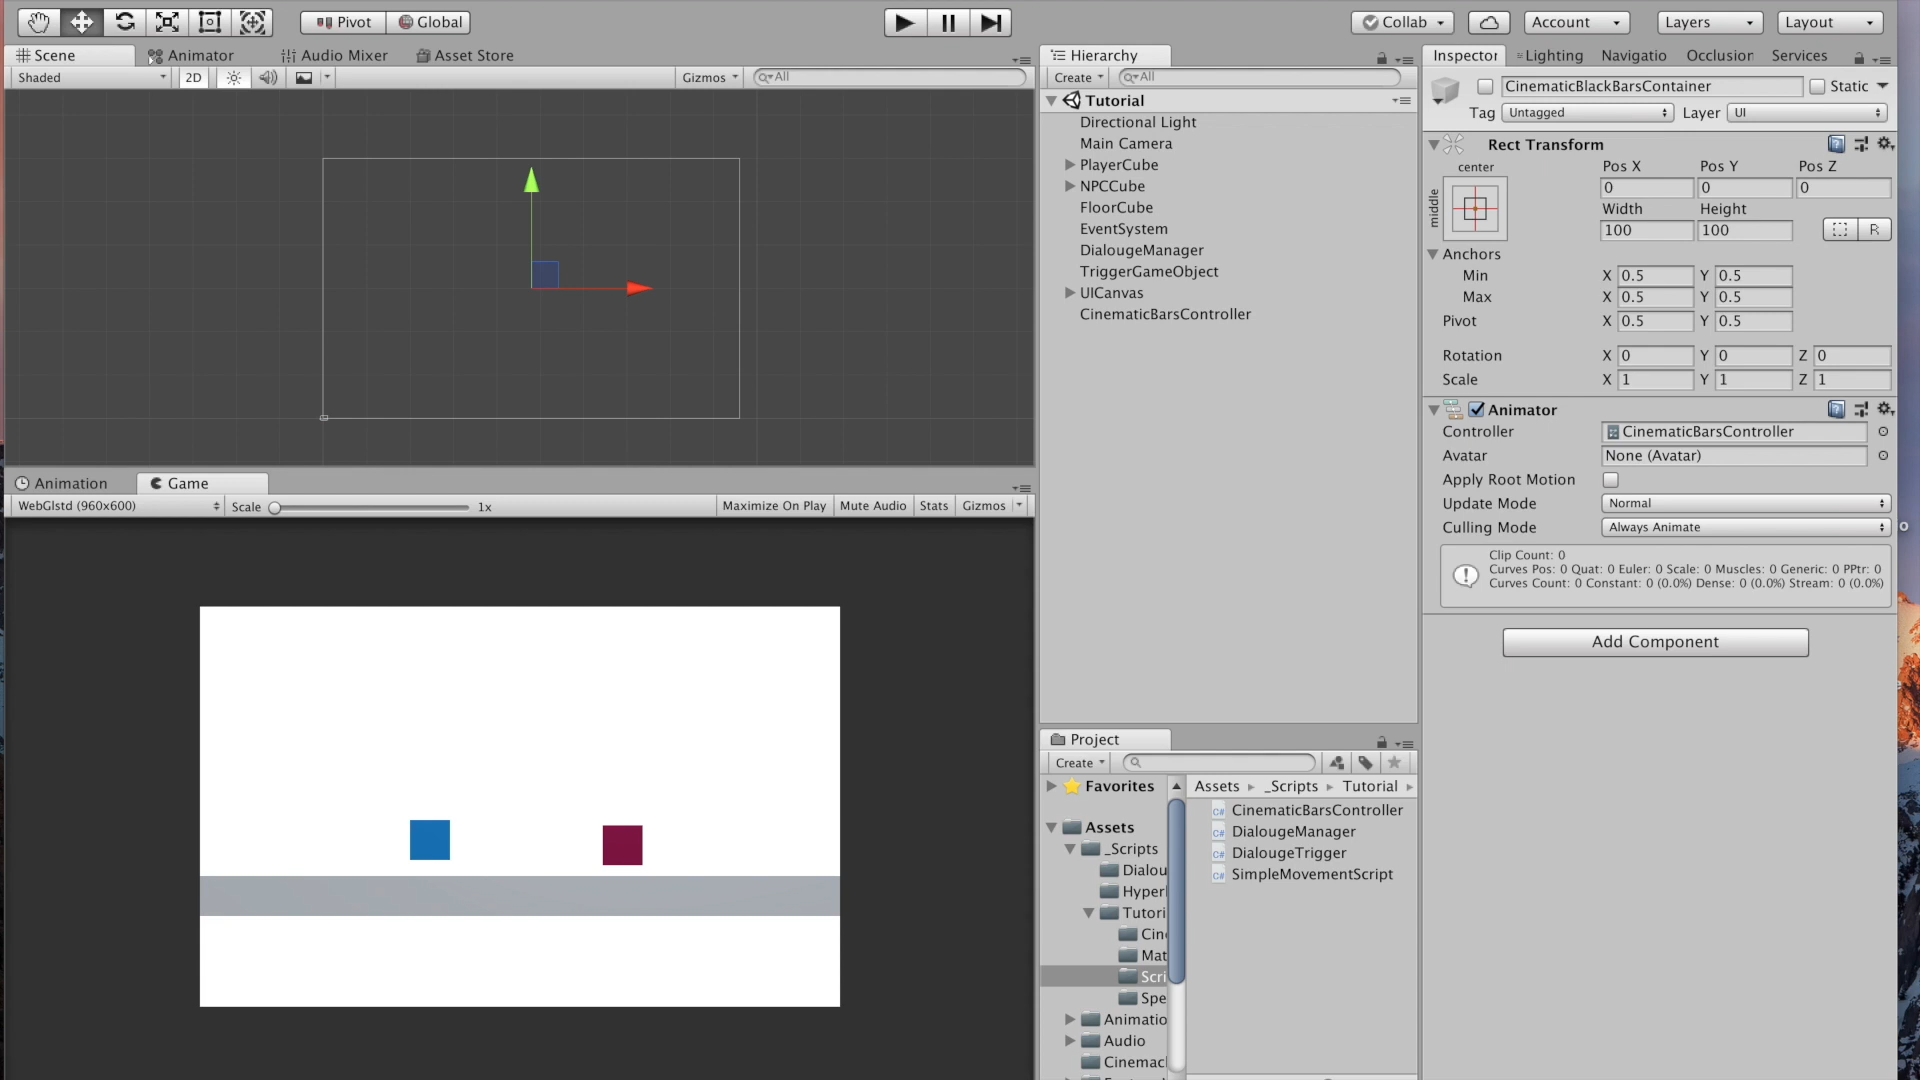 Pivot Global Collab Account Layers Layout
Scene Animator Audio Mixer Asset Store
Shaded 2D Gizmos All
Hierarchy
Create All
Tutorial
Directional Light
Main Camera
PlayerCube
NPCCube
FloorCube
EventSystem
DialougeManager
TriggerGameObject
UICanvas
CinematicBarsController
Inspector Lighting Navigatio Occlusior Services
CinematicBlackBarsContainer Static
Tag Untagged Layer UI
Rect Transform
center Pos X Pos Y Pos Z
middle 0 0 0
Width Height
100 100 R
Anchors
Min X 0.5 Y 0.5
Max X 0.5 Y 0.5
Pivot X 0.5 Y 0.5
Rotation X 0 Y 0 Z 0
Scale X 1 Y 1 Z 1
Animator
Controller CinematicBarsController
Avatar None (Avatar)
Apply Root Motion
Update Mode Normal
Culling Mode Always Animate
Clip Count: 0
Curves Pos: 0 Quat: 0 Euler: 0 Scale: 0 Muscles: 0 Generic: 0 PPtr: 0
Curves Count: 0 Constant: 0 (0.0%) Dense: 0 (0.0%) Stream: 0 (0.0%)
Add Component
Animation Game
WebGlstd (960x600) Scale 1x Maximize On Play Mute Audio Stats Gizmos
Project
Create
Favorites
Assets
_Scripts
Dialou
Hyperl
Tutori
Cine
Mat
Scri
Spe
Animatio
Audio
Cinemacl
Assets _Scripts Tutorial
CinematicBarsController
DialougeManager
DialougeTrigger
SimpleMovementScript